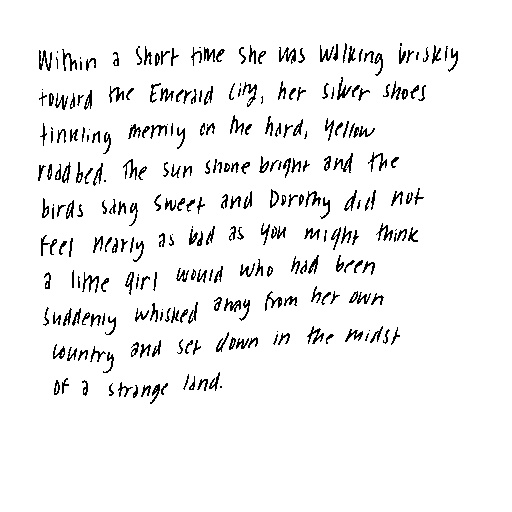 Within a short time she was walking briskly
toward the Emerald City, her silver shoes
tinkling merrily on the hard, yellow
roadbed. The sun shone bright and the
birds sang sweet and Dorothy did not
feel nearly as bad as you might think
a little girl would who had been
suddenly whisked away from her own
country and set down in the midst
of a strange land.